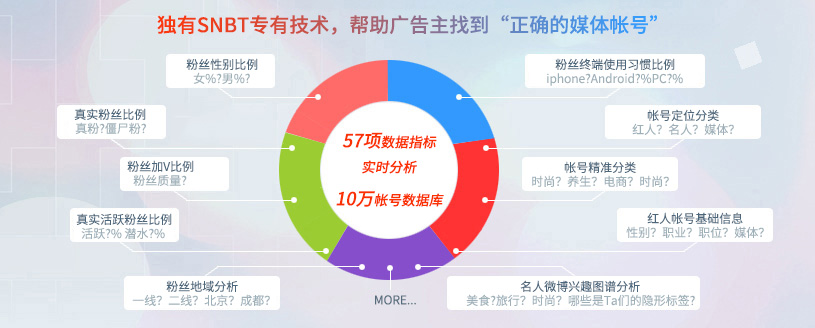 独有SNBT专有技术，帮助广告主找到“正确的媒体帐号”
粉丝性别比例
女%?男%?
粉丝终端使用习惯比例
iphone?Android?%PC?%
真实粉丝比例
真粉?僵尸粉?
帐号定位分类
红人？名人？媒体？
57项数据指标
实时分析
10万帐号数据库
粉丝加V比例
粉丝质量？
帐号精准分类
时尚？养生？电商？时尚？
真实活跃粉丝比例
活跃?% 潜水?%
红人帐号基础信息
性别？职业？职位？媒体？
粉丝地域分析
一线？二线？北京？成都？
MORE...
名人微博兴趣图谱分析
美食?旅行？时尚？哪些是Ta们的隐形标签?